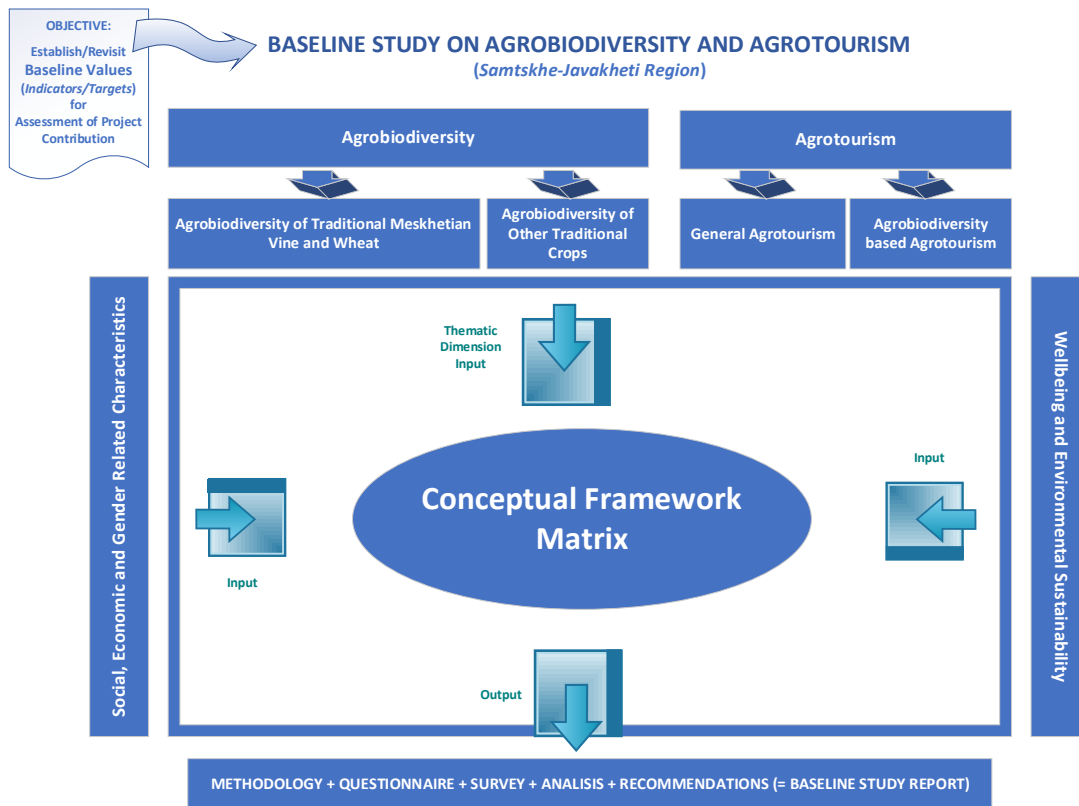 OBJECTIVE:
Establish/Revisit
Baseline Values
(Indicators/Targets)
for
Assessment of Project
Contribution
BASELINE STUDY ON AGROBIODIVERSITY AND AGROTOURISM
(Samtskhe-Javakheti Region)
Agrobiodiversity
Agrotourism
Agrobiodiversity of Traditional Meskhetian
Vine and Wheat
Agrobiodiversity of
Other Traditional
Crops
General Agrotourism
Agrobiodiversity
based Agrotourism
Social, Economic and Gender Related Characteristics
Thematic
Dimension
Input
Input
Conceptual Framework
Matrix
Input
Output
Wellbeing and Environmental Sustainability
METHODOLOGY + QUESTIONNAIRE + SURVEY + ANALISIS + RECOMMENDATIONS (= BASELINE STUDY REPORT)